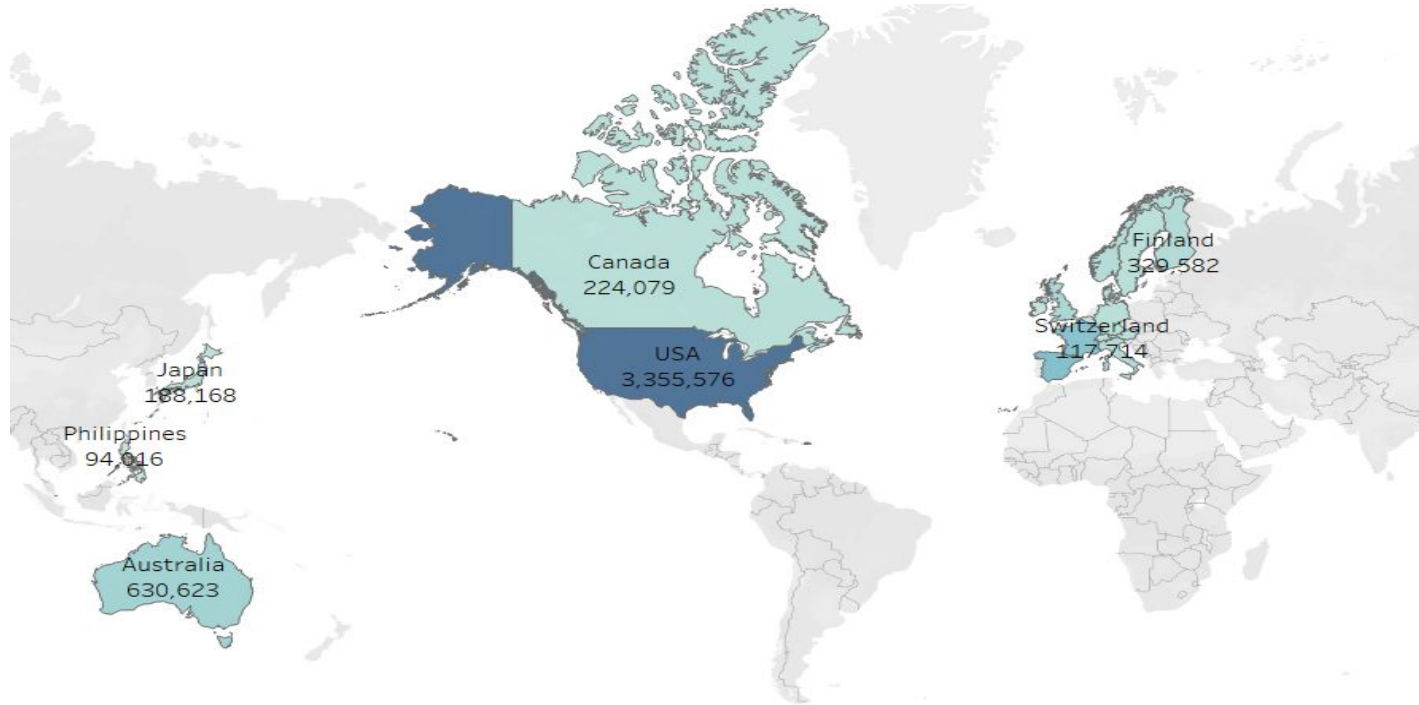 Finland
329,582
Canada
224,079
Switzerland
117,714
USA
3,355,576
Japan
188,168
Philippines
94,016
Australia
630,623